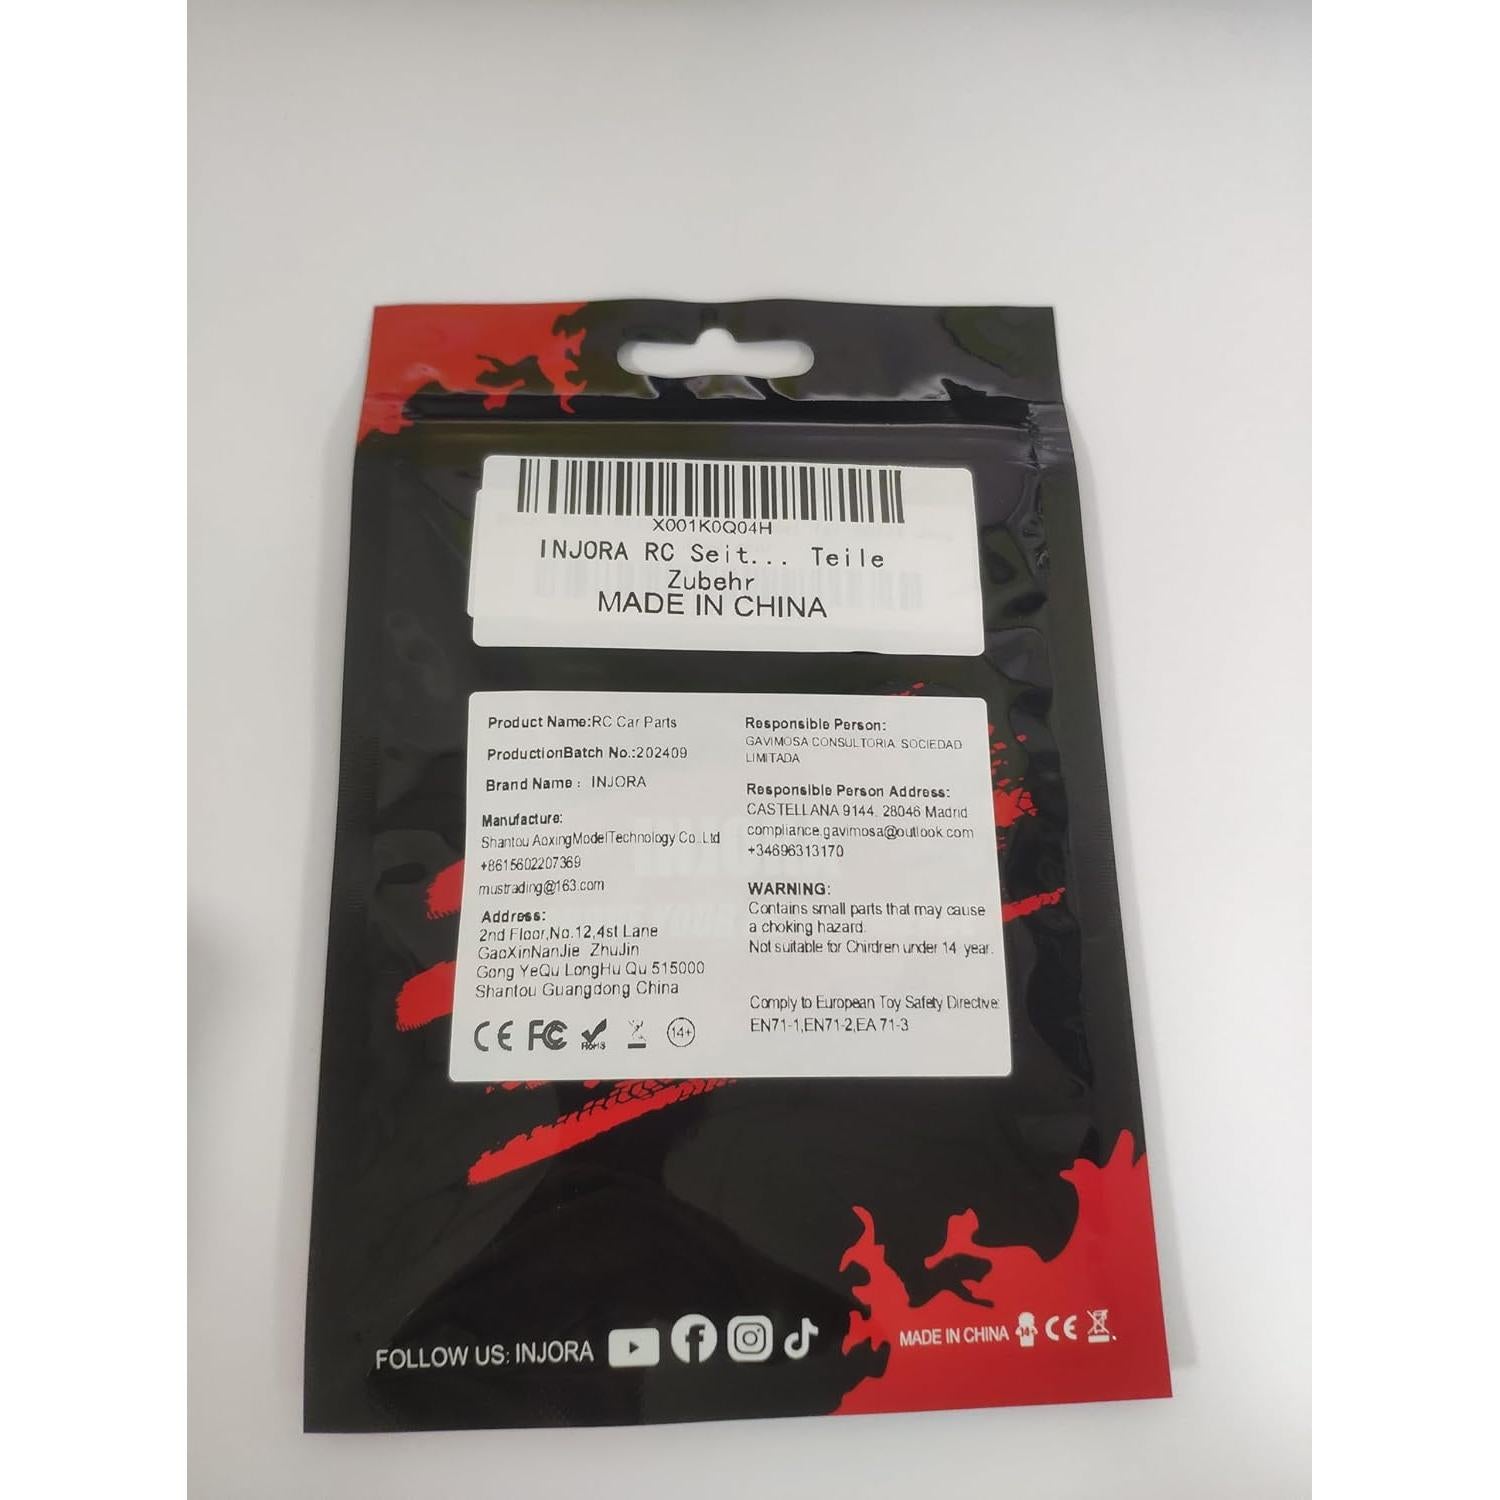 X001K0Q04H
INJORA RC Seit... Teile
Zubehr
MADE IN CHINA
Product Name:RC Car Parts
ProductionBatch No.:202409
Brand Name : INJORA
Manufacture:
Shantou AoxingModelTechnology Co.,Ltd
+8615602207369
mustrading@163.com
Address:
2nd Floor,No.12,4st Lane
GaoXinNanJie ZhuJin
Gong YeQu LongHu Qu 515000
Shantou Guangdong China
CE FC RoHS 14+
Responsible Person:
GAVIMOSA CONSULTORIA, SOCIEDAD
LIMITADA
Responsible Person Address:
CASTELLANA 9144, 28046 Madrid
compliance.gavimosa@outlook.com
+34696313170
WARNING:
Contains small parts that may cause
a choking hazard.
Not suitable for Chirdren under 14 year.
Comply to European Toy Safety Directive:
EN71-1,EN71-2,EA 71-3
FOLLOW US: INJORA
MADE IN CHINA 14+ CE